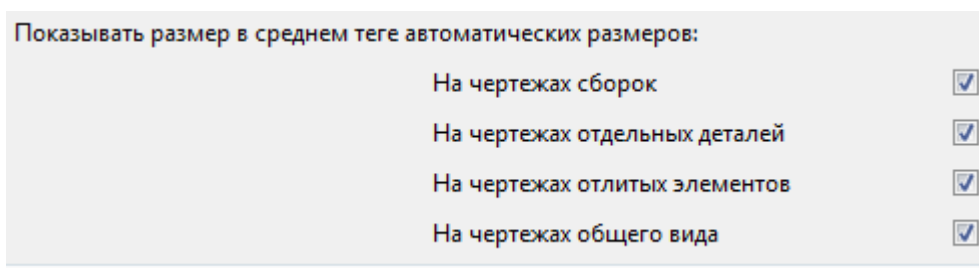 Показывать размер в среднем теге автоматических размеров:
На чертежах сборок
На чертежах отдельных деталей
На чертежах отлитых элементов
На чертежах общего вида